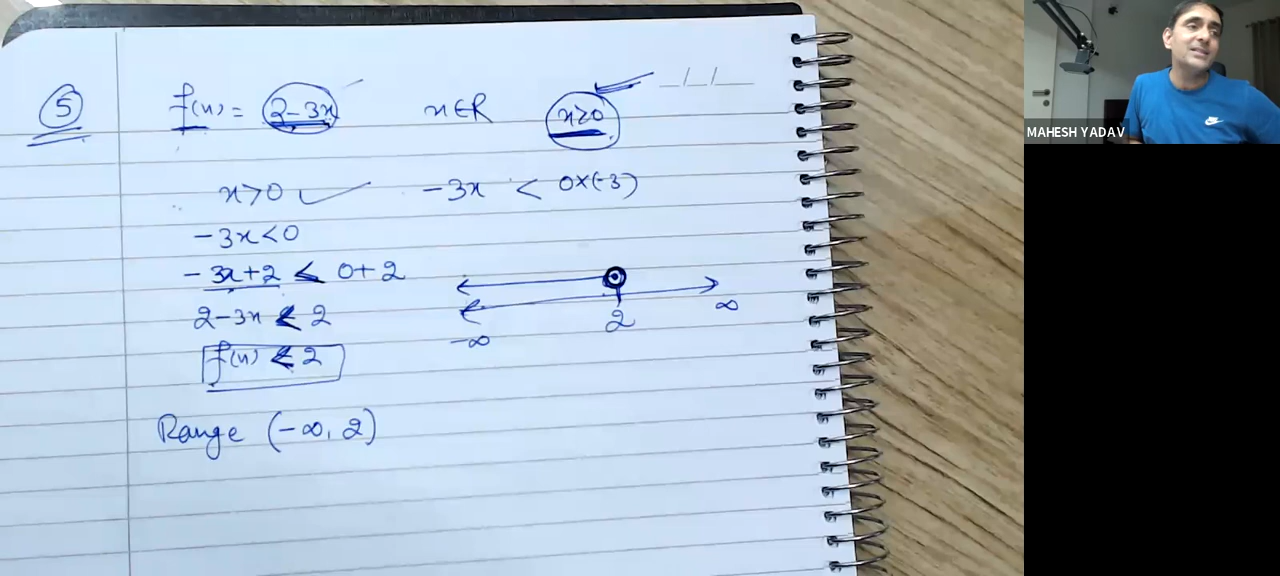 5 f(x) = 2-3x x∈R x>0 _/_/_
x>0 -3x < 0×(-3)
-3x<0
-3x+2 < 0+2
2-3x < 2
2 ∞
f(x) < 2 -∞
Range (-∞, 2)
MAHESH YADAV